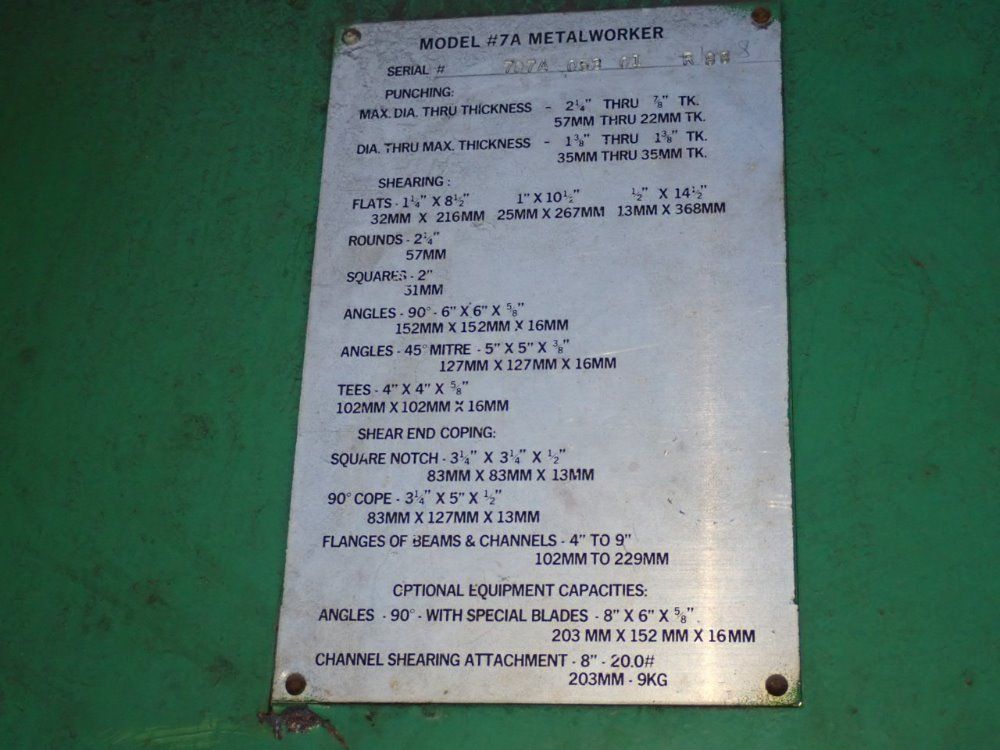 MODEL #7A METALWORKER
SERIAL #
PUNCHING:
MAX. DIA. THRU THICKNESS - 2¼" THRU ⅞" TK.
57MM THRU 22MM TK.
DIA. THRU MAX. THICKNESS - 1⅜" THRU 1⅜" TK.
35MM THRU 35MM TK.
SHEARING:
FLATS - 1¼" X 8½" 1" X 10½" ½" X 14½"
32MM X 216MM 25MM X 267MM 13MM X 368MM
ROUNDS - 2¼"
57MM
SQUARES - 2"
51MM
ANGLES - 90° - 6" X 6" X ⅝"
152MM X 152MM X 16MM
ANGLES - 45° MITRE - 5" X 5" X ⅜"
127MM X 127MM X 16MM
TEES - 4" X 4" X ⅝"
102MM X 102MM X 16MM
SHEAR END COPING:
SQUARE NOTCH - 3¼" X 3¼" X ½"
83MM X 83MM X 13MM
90° COPE - 3¼" X 5" X ½"
83MM X 127MM X 13MM
FLANGES OF BEAMS & CHANNELS - 4" TO 9"
102MM TO 229MM
OPTIONAL EQUIPMENT CAPACITIES:
ANGLES - 90° - WITH SPECIAL BLADES - 8" X 6" X ⅝"
203 MM X 152 MM X 16MM
CHANNEL SHEARING ATTACHMENT - 8" - 20.0#
203MM - 9KG